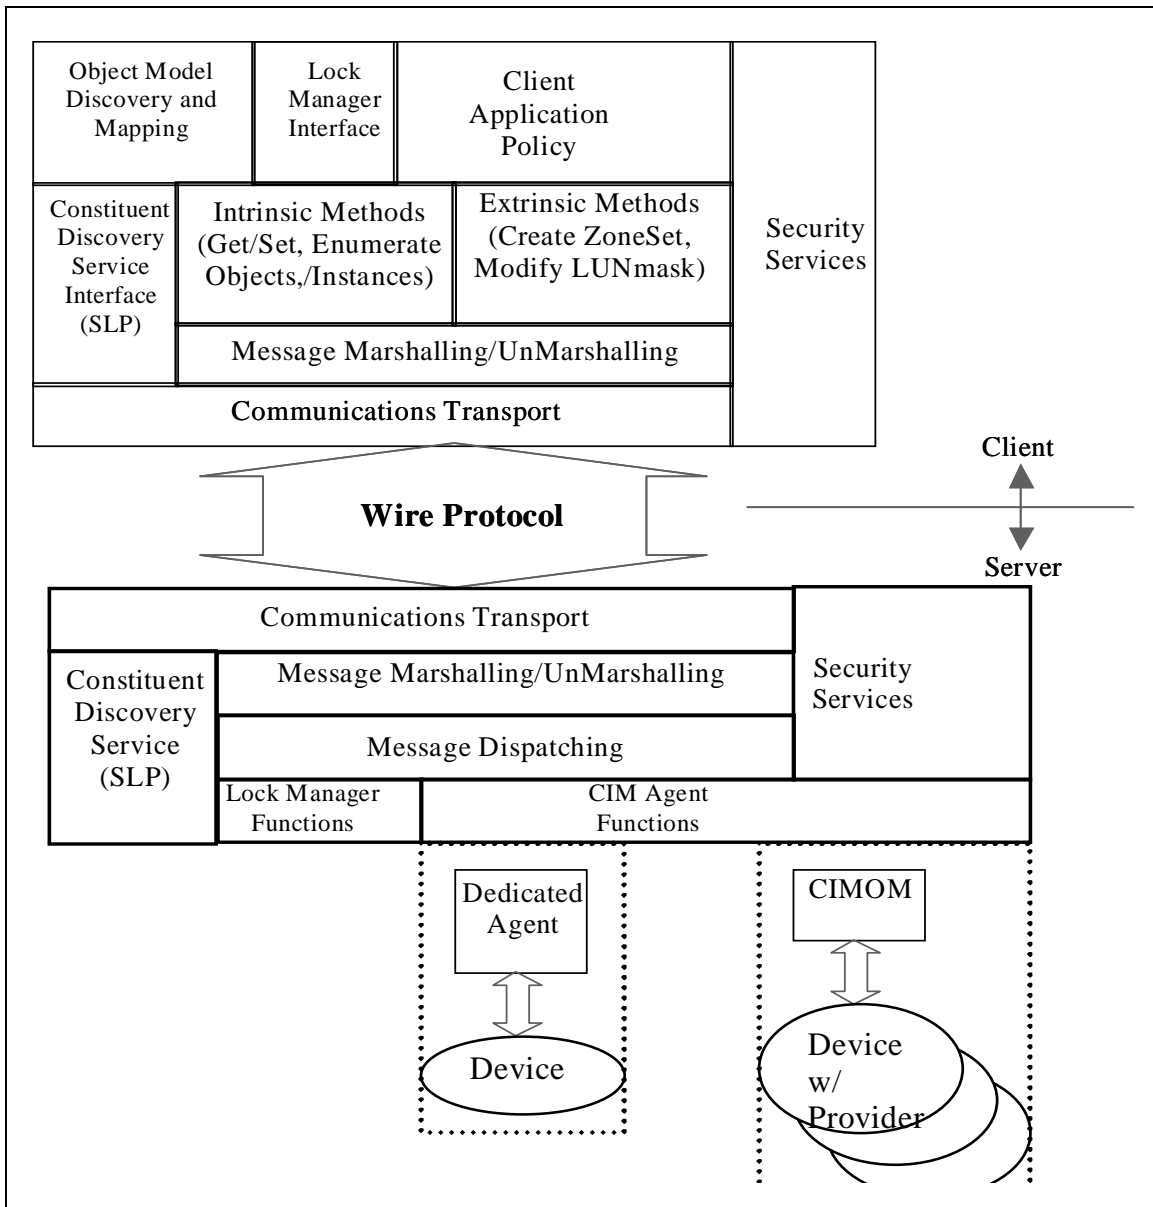 Object Model
Discovery and
Mapping
Lock
Manager
Interface
Client
Application
Policy
Security
Services
Constituent
Discovery
Service
Interface
(SLP)
Intrinsic Methods
(Get/Set, Enumerate
Objects,/Instances)
Extrinsic Methods
(Create ZoneSet,
Modify LUNmask)
Message Marshalling/UnMarshalling
Communications Transport
Client
Wire Protocol
Server
Communications Transport
Constituent
Discovery
Service
(SLP)
Message Marshalling/UnMarshalling
Security
Services
Message Dispatching
Lock Manager
Functions
CIM Agent
Functions
Dedicated
Agent
CIMOM
Device
Device
w/
Provider